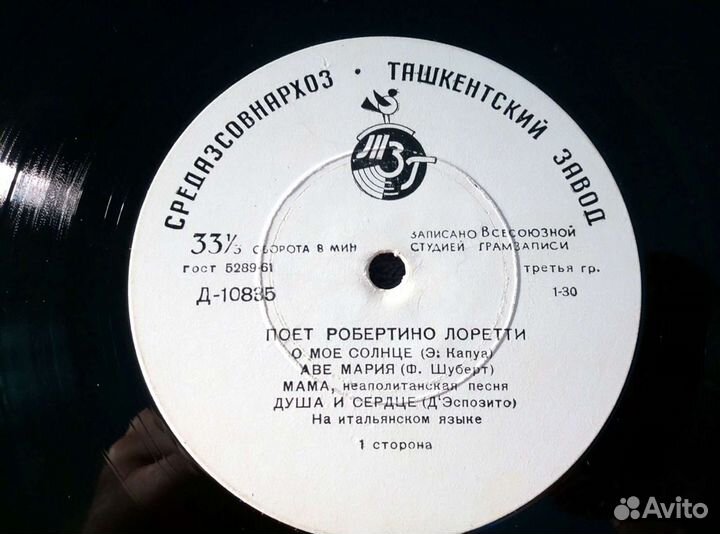 СРЕДАЗСОВНАРХОЗ · ТАШКЕНТСКИЙ ЗАВОД
ТЗГ
33⅓ ОБОРОТА В МИН
ЗАПИСАНО ВСЕСОЮЗНОЙ
СТУДИЕЙ ГРАМЗАПИСИ
ГОСТ 5289-61
третья гр.
Д-10835
1-30
ПОЕТ РОБЕРТИНО ЛОРЕТТИ
О МОЕ СОЛНЦЕ (Э. Капуа)
АВЕ МАРИЯ (Ф. Шуберт)
МАМА, неаполитанская песня
ДУША И СЕРДЦЕ (Д'Эспозито)
На итальянском языке
1 сторона
Avito